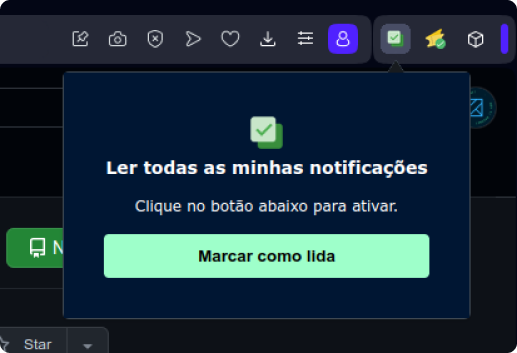 Ler todas as minhas notificações
Clique no botão abaixo para ativar.
Marcar como lida
N
Star